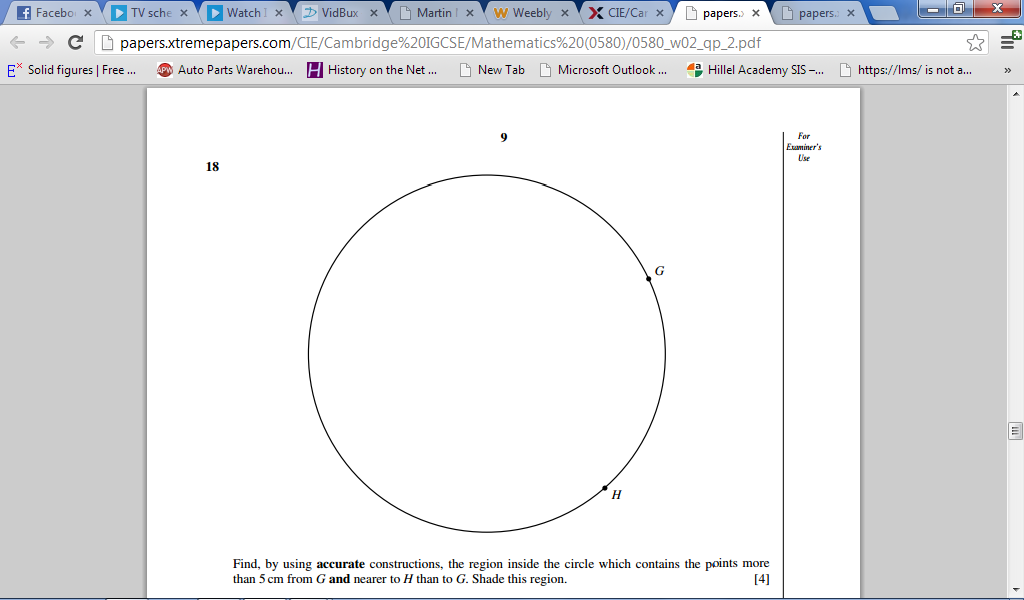 Facebo
TV sche
Watch
VidBux
Martin
Weebly
CIE/Car
papers.x
papers.
papers.xtremepapers.com/CIE/Cambridge%20IGCSE/Mathematics%20(0580)/0580_w02_qp_2.pdf
Solid figures | Free ...
APW Auto Parts Warehou...
H History on the Net ...
New Tab
Microsoft Outlook ...
Hillel Academy SIS –...
https://lms/ is not a...
»
9
For
Examiner's
Use
18
G
H
Find, by using accurate constructions, the region inside the circle which contains the points more
than 5 cm from G and nearer to H than to G. Shade this region. [4]